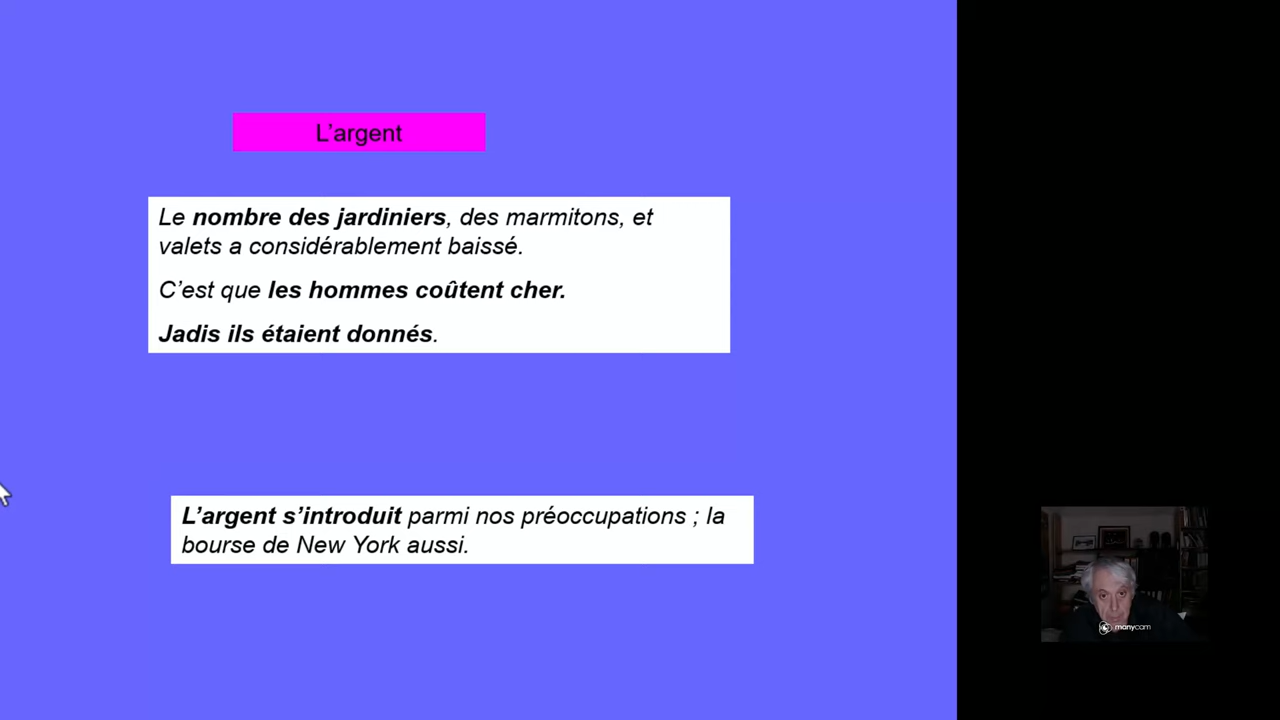 L’argent
Le nombre des jardiniers, des marmitons, et
valets a considérablement baissé.
C’est que les hommes coûtent cher.
Jadis ils étaient donnés.
L’argent s’introduit parmi nos préoccupations ; la
bourse de New York aussi.
manycam